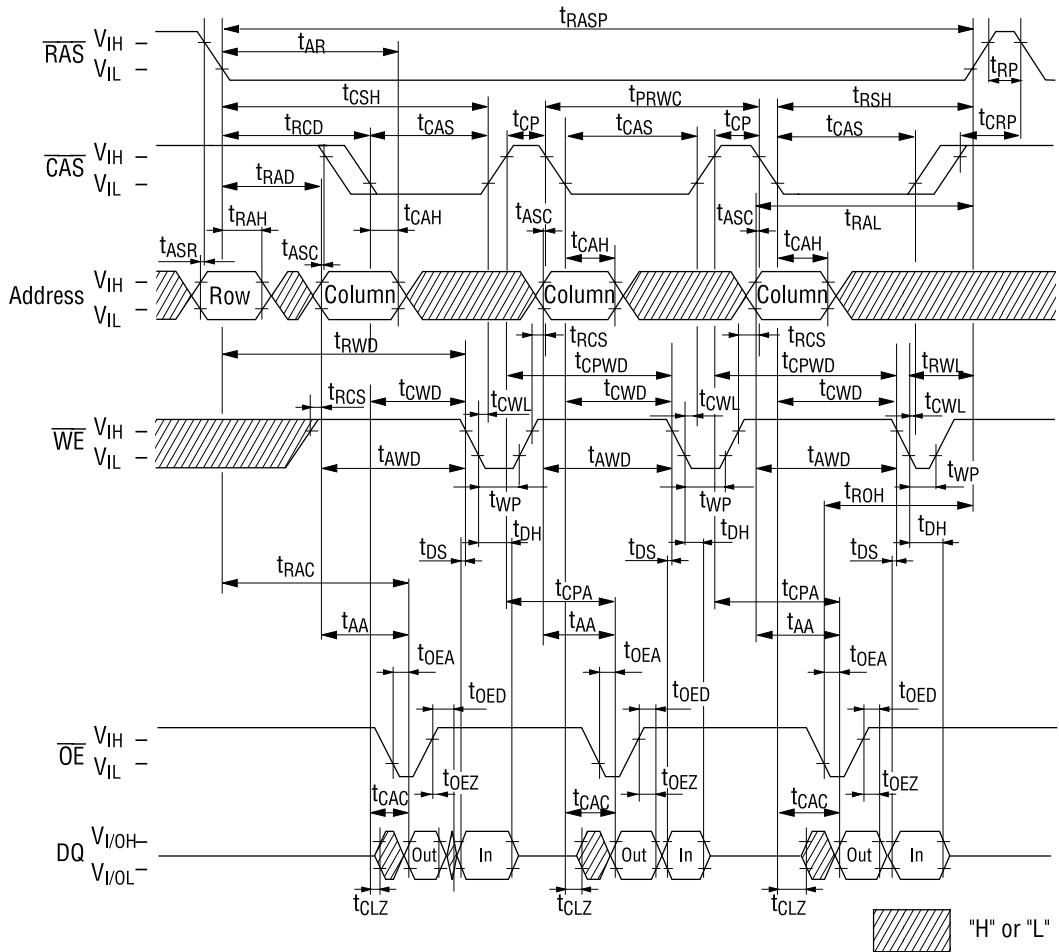 tRASP
RAS VIH VIL
tAR
tRP
tCSH
tPRWC
tRSH
tRCD
tCAS
tCP
tCAS
tCP
tCAS
tCRP
CAS VIH VIL
tRAD
tRAH
tCAH
tRAL
tASR
tASC
tASC
tCAH
tASC
tCAH
Address VIH VIL
Row
Column
Column
Column
tRWD
tRCS
tRCS
tCPWD
tCPWD
tRWL
tRCS
tCWD
tCWL
tCWD
tCWL
tCWD
tCWL
WE VIH VIL
tAWD
tAWD
tAWD
tWP
tWP
tWP
tROH
tDH
tDH
tDH
tDS
tDS
tDS
tRAC
tCPA
tCPA
tAA
tAA
tAA
tOEA
tOEA
tOEA
tOED
tOED
tOED
OE VIH VIL
tOEZ
tOEZ
tOEZ
tCAC
tCAC
tCAC
DQ VI/OH VI/OL
Out
In
Out
In
Out
In
tCLZ
tCLZ
tCLZ
"H" or "L"